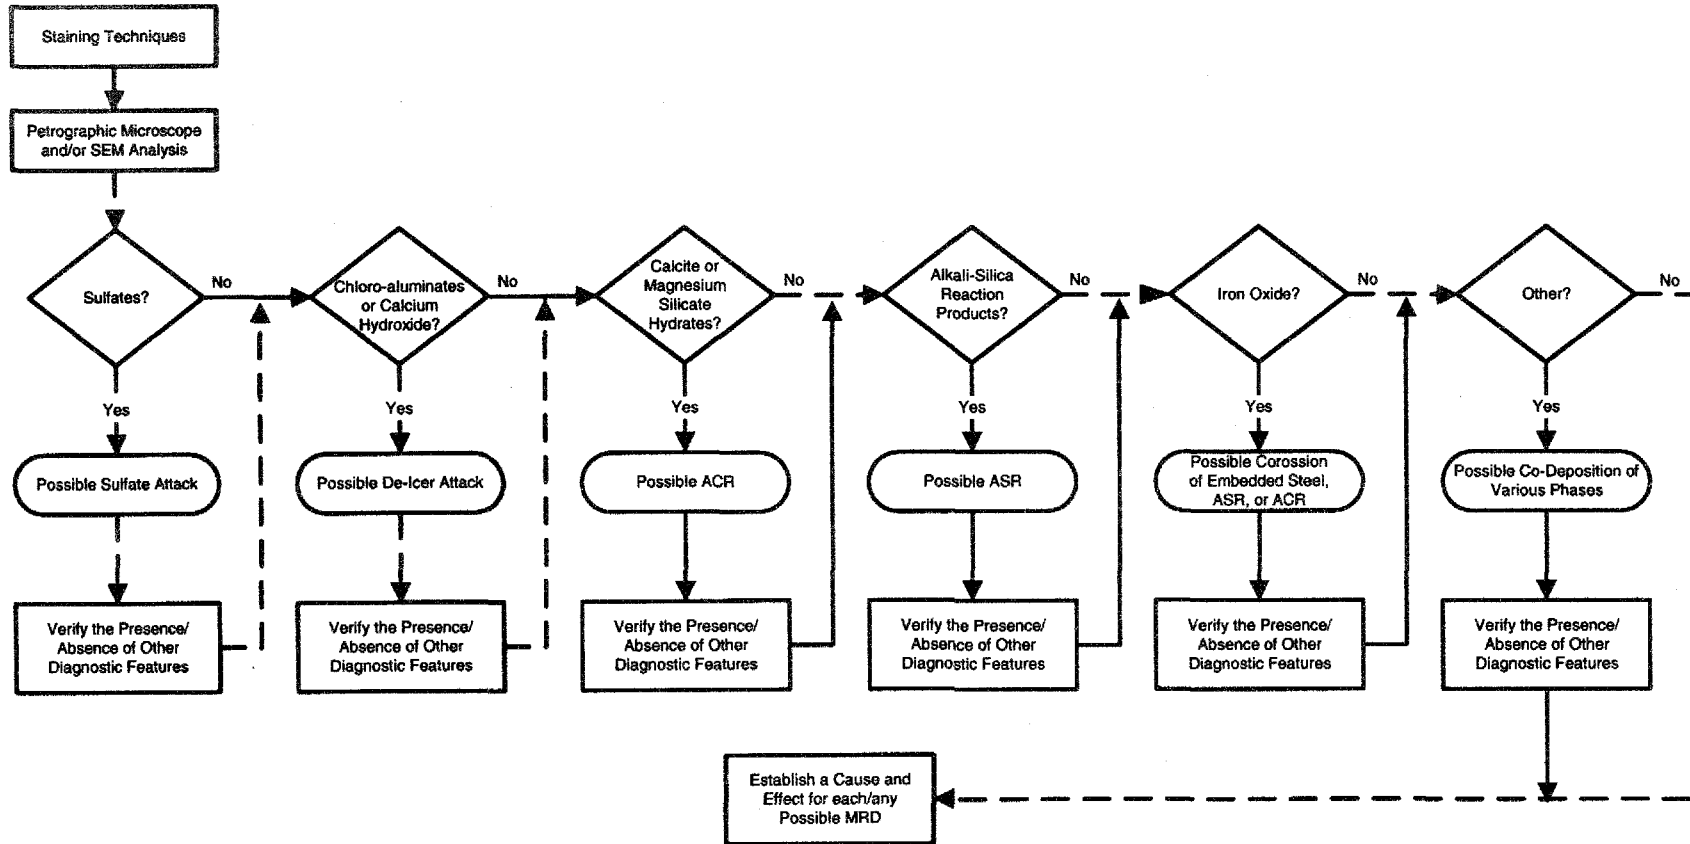 Staining Techniques
Petrographic Microscope
and/or SEM Analysis
Sulfates?
No
Chloro-aluminates
or Calcium
Hydroxide?
No
Calcite or
Magnesium
Silicate
Hydrates?
No
Alkali-Silica
Reaction
Products?
No
Iron Oxide?
No
Other?
No
Yes
Yes
Yes
Yes
Yes
Yes
Possible Sulfate Attack
Possible De-Icer Attack
Possible ACR
Possible ASR
Possible Corossion
of Embedded Steel,
ASR, or ACR
Possible Co-Deposition of
Various Phases
Verify the Presence/
Absence of Other
Diagnostic Features
Verify the Presence/
Absence of Other
Diagnostic Features
Verify the Presence/
Absence of Other
Diagnostic Features
Verify the Presence/
Absence of Other
Diagnostic Features
Verify the Presence/
Absence of Other
Diagnostic Features
Verify the Presence/
Absence of Other
Diagnostic Features
Establish a Cause and
Effect for each/any
Possible MRD